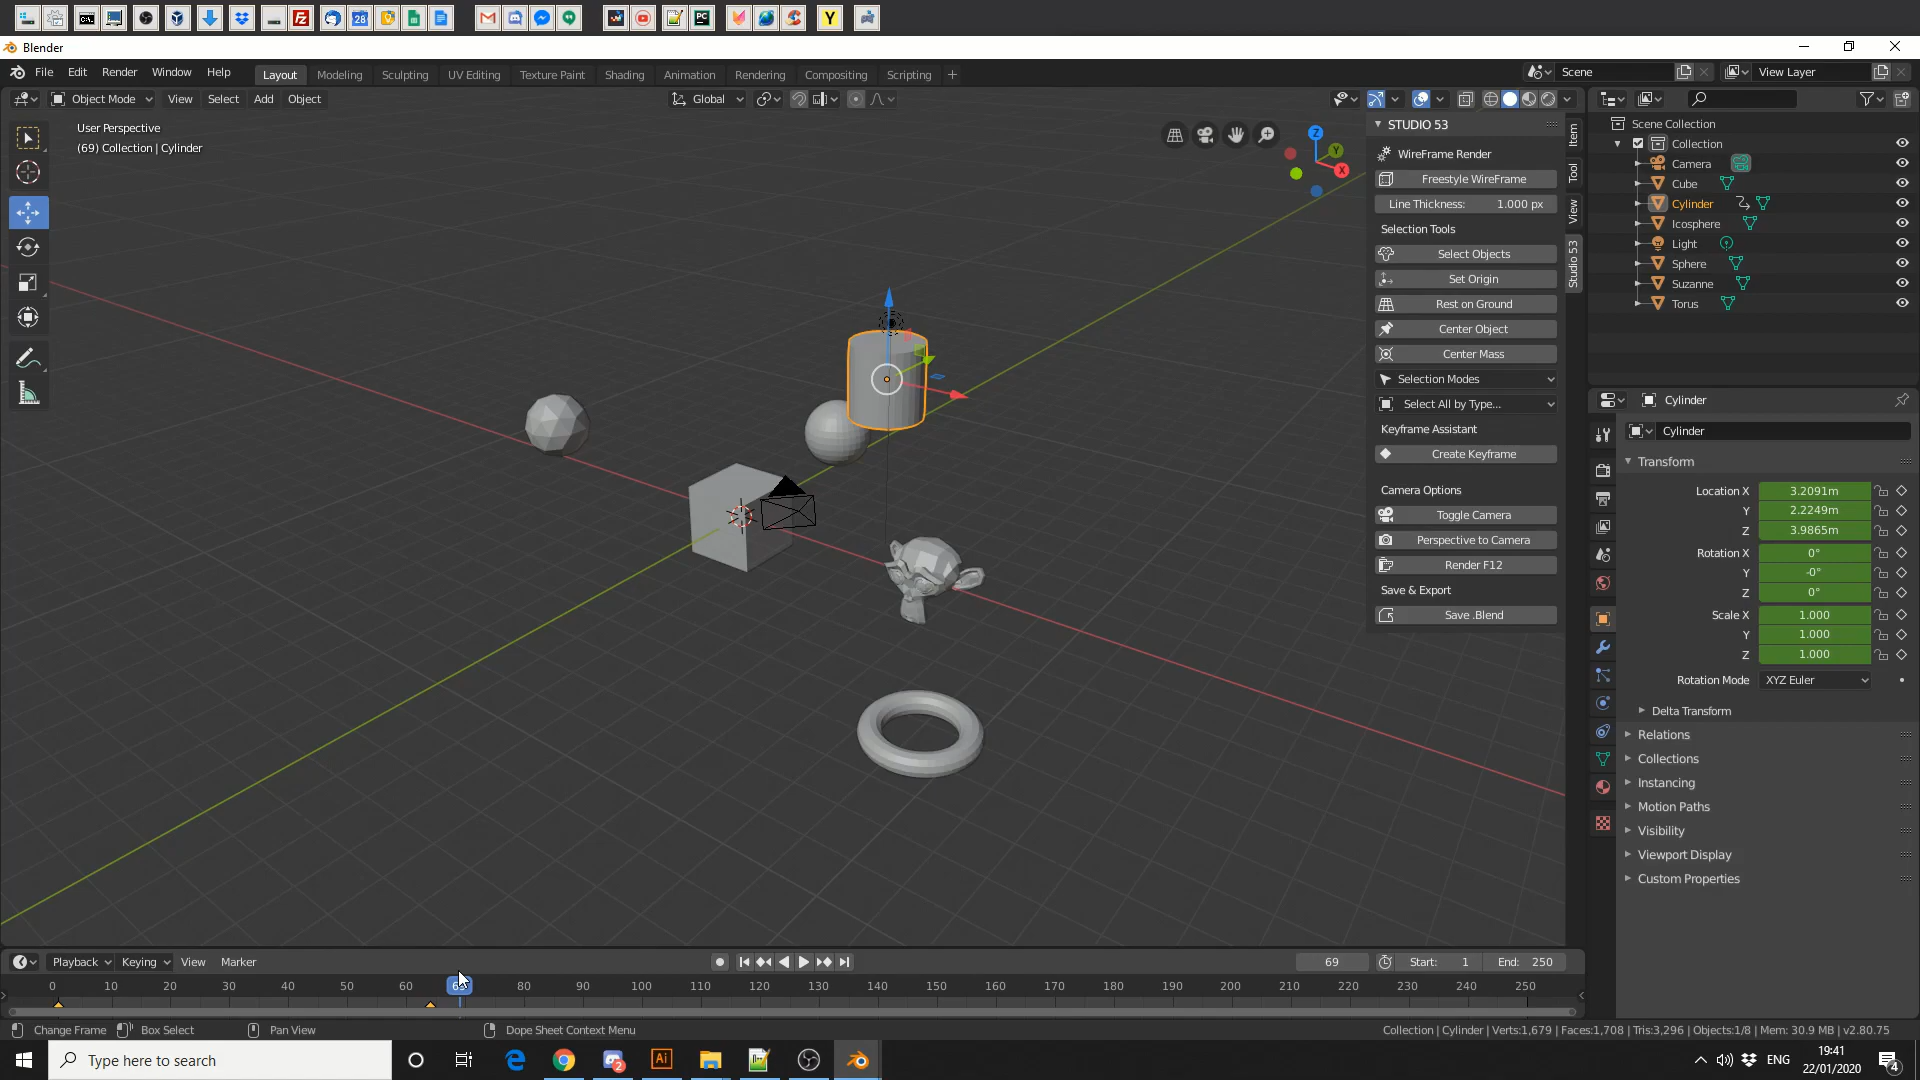 Blender
File Edit Render Window Help
Layout Modeling Sculpting UV Editing Texture Paint Shading Animation Rendering Compositing Scripting +
Scene
View Layer
Object Mode View Select Add Object
Global
User Perspective
(69) Collection | Cylinder
Z
Y
X
STUDIO 53
WireFrame Render
Freestyle WireFrame
Line Thickness: 1.000 px
Selection Tools
Select Objects
Set Origin
Rest on Ground
Center Object
Center Mass
Selection Modes
Select All by Type...
Keyframe Assistant
Create Keyframe
Camera Options
Toggle Camera
Perspective to Camera
Render F12
Save & Export
Save .Blend
Item
Tool
View
Studio 53
Scene Collection
Collection
Camera
Cube
Cylinder
Icosphere
Light
Sphere
Suzanne
Torus
Cylinder
Cylinder
Transform
Location X 3.2091m
Y 2.2249m
Z 3.9865m
Rotation X 0°
Y -0°
Z 0°
Scale X 1.000
Y 1.000
Z 1.000
Rotation Mode XYZ Euler
Delta Transform
Relations
Collections
Instancing
Motion Paths
Visibility
Viewport Display
Custom Properties
Playback Keying View Marker
69 Start: 1 End: 250
0 10 20 30 40 50 60 80 90 100 110 120 130 140 150 160 170 180 190 200 210 220 230 240 250
Change Frame Box Select Pan View Dope Sheet Context Menu
Collection | Cylinder | Verts:1,679 | Faces:1,708 | Tris:3,296 | Objects:1/8 | Mem: 30.9 MB | v2.80.75
Type here to search
ENG
19:41
22/01/2020
4